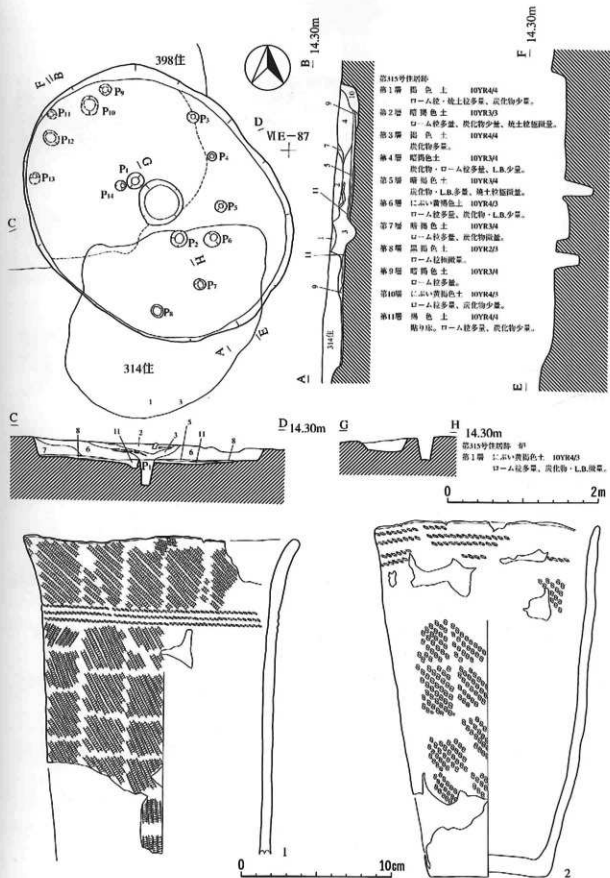 398住
314住
A
B
C
D
E
F
G
H
F
B
P9
P10
P11
P12
P13
P3
P4
P1
P14
P5
P2
P6
P7
P8
ⅥE-87
B 14.30m
F 14.30m
A
E
314住
第315号住居跡
第1層 褐色土 10YR4/4
ローム粒・焼土粒多量、炭化物少量。
第2層 暗褐色土 10YR3/3
ローム粒多量、炭化物少量、焼土粒極微量。
第3層 褐色土 10YR4/4
炭化物多量。
第4層 暗褐色土 10YR3/4
炭化物・ローム粒多量、L.B.少量。
第5層 暗褐色土 10YR3/4
炭化物・L.B.多量、焼土粒極微量。
第6層 にぶい黄褐色土 10YR4/3
ローム粒多量、炭化物・L.B.少量。
第7層 暗褐色土 10YR3/4
ローム粒多量、炭化物微量。
第8層 黒褐色土 10YR2/3
ローム粒極微量。
第9層 暗褐色土 10YR3/4
ローム粒多量。
第10層 にぶい黄褐色土 10YR4/3
ローム粒多量、炭化物少量。
第11層 褐色土 10YR4/4
貼り床。ローム粒多量、炭化物少量。
C
D 14.30m
8 11 2 3 5 11 8
7 6 P1 6 7
G
H
14.30m
第315号住居跡 炉
第1層 にぶい黄褐色土 10YR4/3
ローム粒多量、炭化物・L.B.微量。
0 2m
1
0 10cm
2